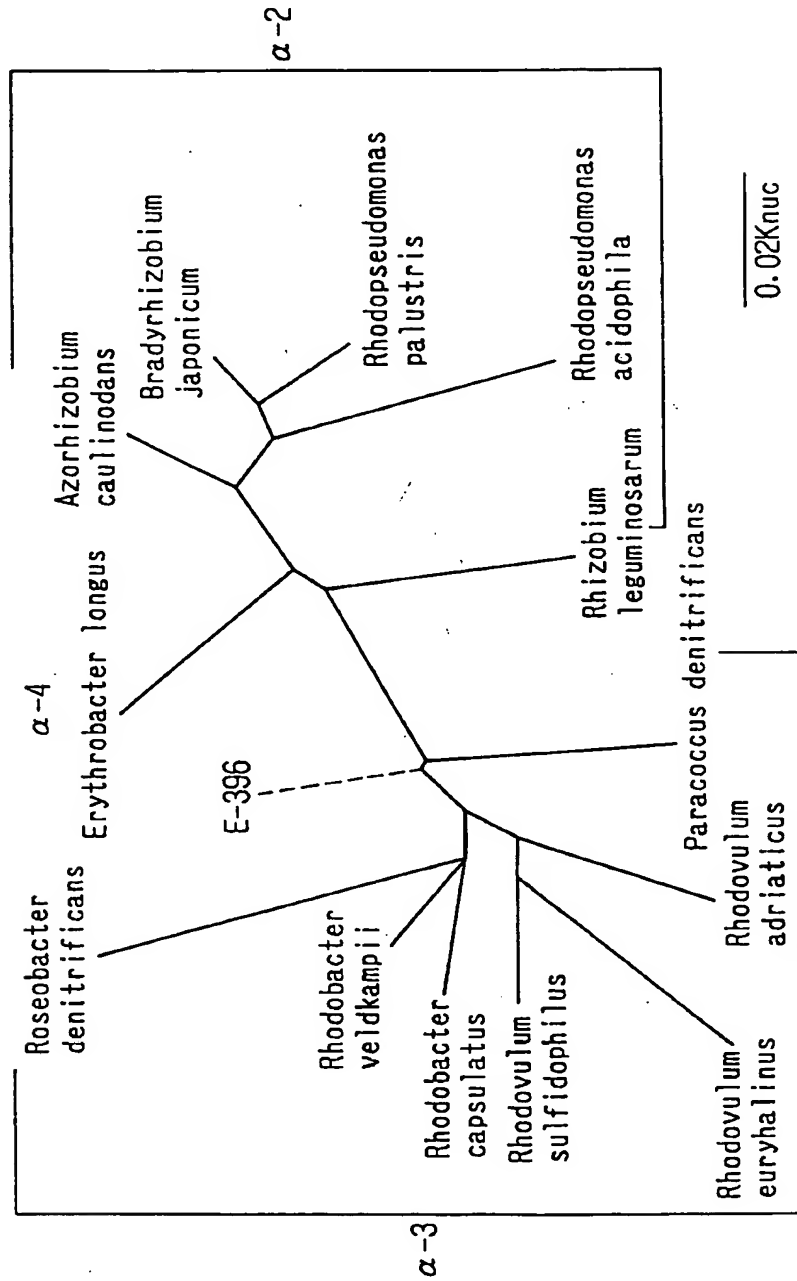 α-4
α-2
α-3
Roseobacter
denitrificans
Rhodobacter
veldkampii
Rhodobacter
capsulatus
Rhodovulum
sulfidophilus
Rhodovulum
euryhalinus
Rhodovulum
adriaticus
Paracoccus denitrificans
E-396
Erythrobacter longus
Azorhizobium
caulinodans
Bradyrhizobium
japonicum
Rhodopseudomonas
palustris
Rhodopseudomonas
acidophila
Rhizobium
leguminosarum
0.02Knuc